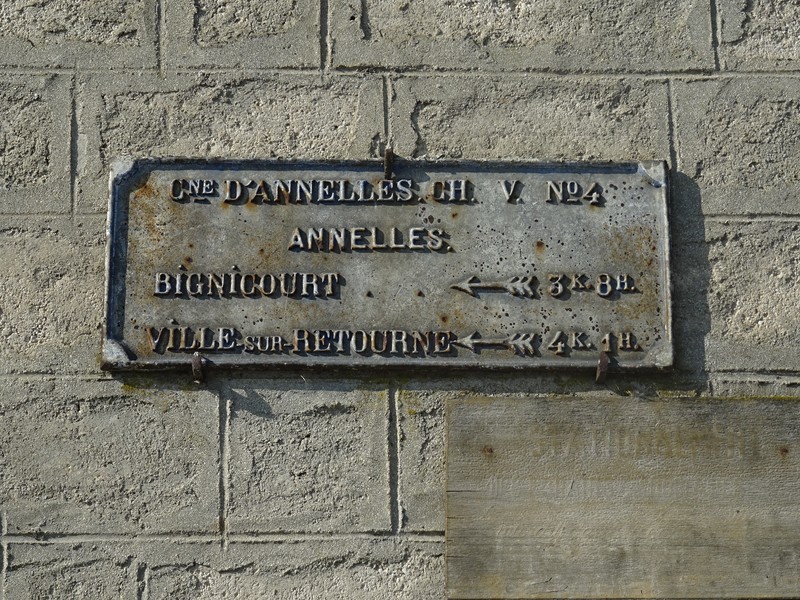 CNE D'ANNELLES. CH. V. No4
ANNELLES.
BIGNICOURT 3K.8H.
VILLE-SUR-RETOURNE 4K.1H.